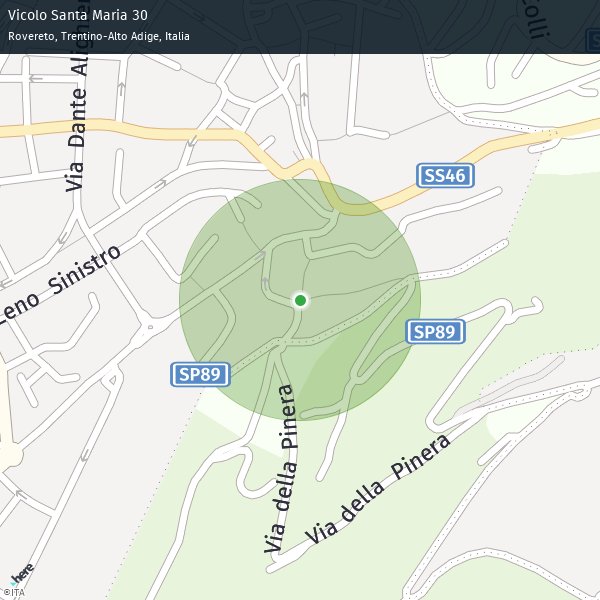 Vicolo Santa Maria 30
Rovereto, Trentino-Alto Adige, Italia
colli
S
Via Dante Aligher
SS46
Leno Sinistro
SP89
SP89
Via della Pinera
Via della Pinera
here
©ITA